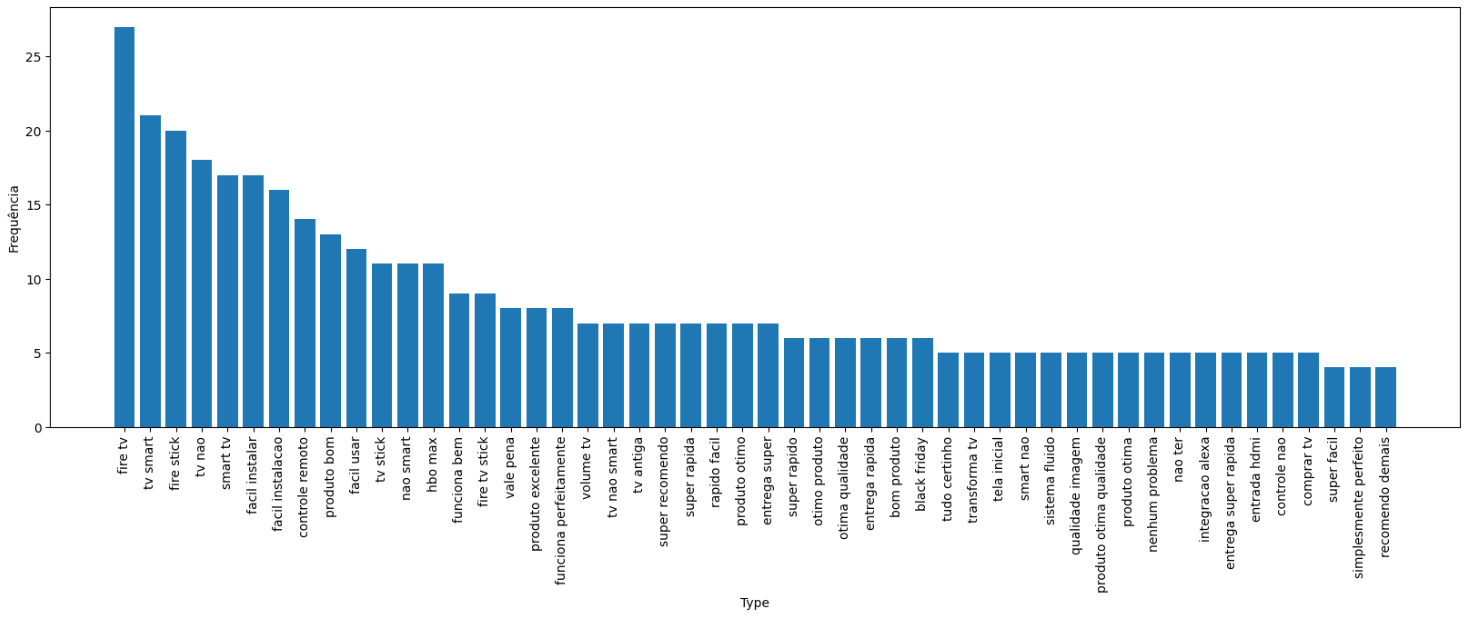 Frequência
25
20
15
10
5
0
fire tv
tv smart
fire stick
tv nao
smart tv
facil instalar
facil instalacao
controle remoto
produto bom
facil usar
tv stick
nao smart
hbo max
funciona bem
fire tv stick
vale pena
produto excelente
funciona perfeitamente
volume tv
tv nao smart
tv antiga
super recomendo
super rapida
rapido facil
produto otimo
entrega super
super rapido
otimo produto
otima qualidade
entrega rapida
bom produto
black friday
tudo certinho
transforma tv
tela inicial
smart nao
sistema fluido
qualidade imagem
produto otima qualidade
produto otima
nenhum problema
nao ter
integracao alexa
entrega super rapida
entrada hdmi
controle nao
comprar tv
super facil
simplesmente perfeito
recomendo demais
Type